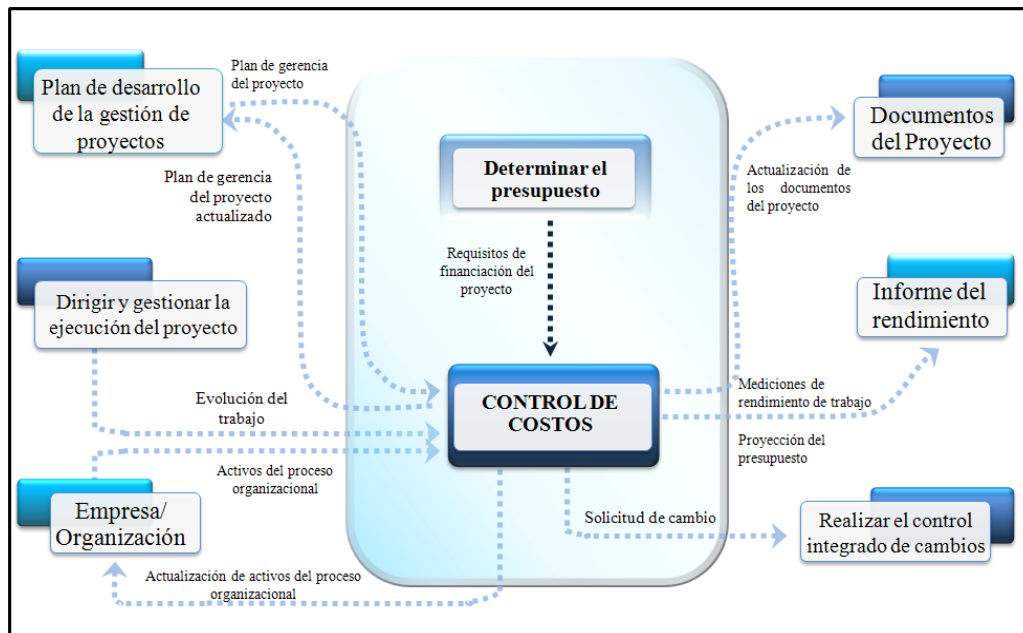 Plan de desarrollo
de la gestión de
proyectos
Plan de gerencia
del proyecto
Plan de gerencia
del proyecto
actualizado
Dirigir y gestionar la
ejecución del proyecto
Evolución del
trabajo
Activos del proceso
organizacional
Empresa/
Organización
Actualización de activos del proceso
organizacional
Determinar el
presupuesto
Requisitos de
financiación del
proyecto
CONTROL DE
COSTOS
Solicitud de cambio
Documentos
del Proyecto
Actualización de
los documentos
del proyecto
Informe del
rendimiento
Mediciones de
rendimiento de trabajo
Proyección del
presupuesto
Realizar el control
integrado de cambios